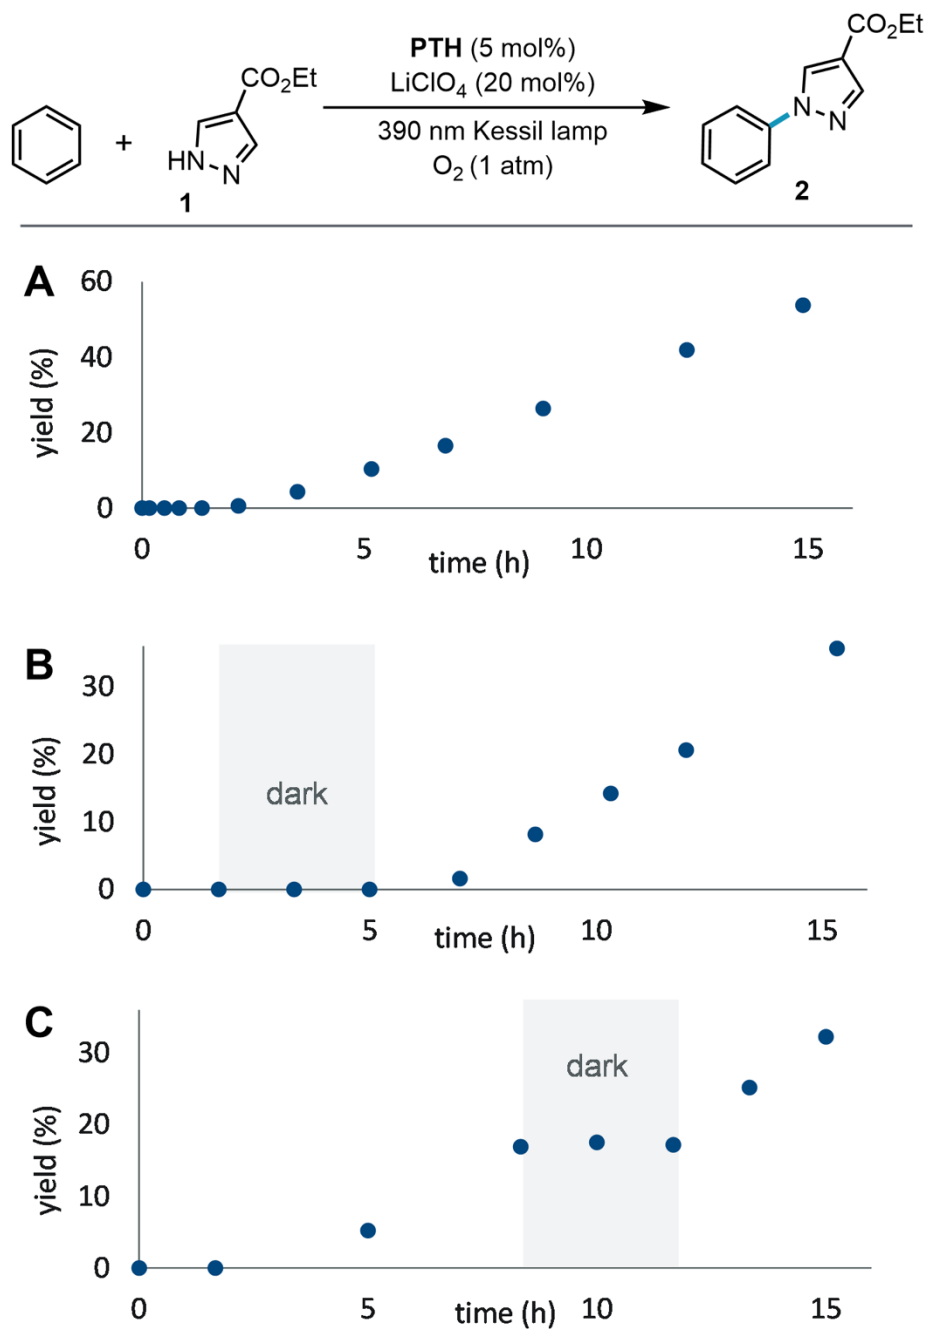 PTH (5 mol%)
LiClO₄ (20 mol%)
390 nm Kessil lamp
O₂ (1 atm)
+
CO₂Et
HN
N
1
CO₂Et
N
N
2
A
60
40
20
0
yield (%)
0 5 10 15
time (h)
B
30
20
10
0
yield (%)
dark
0 5 10 15
time (h)
C
30
20
10
0
yield (%)
dark
0 5 10 15
time (h)